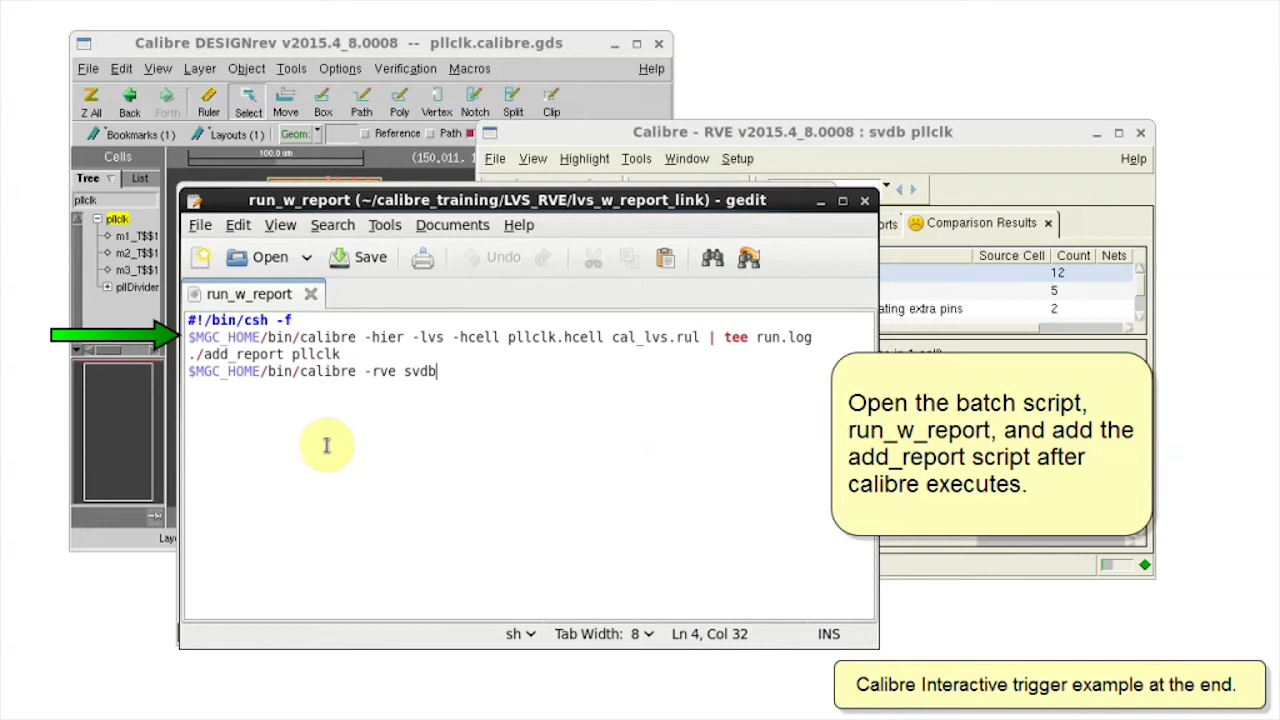 Calibre DESIGNrev v2015.4_8.0008 -- pllclk.calibre.gds
File Edit View Layer Object Tools Options Verification Macros Help
Z All Back Forth Ruler Select Move Box Path Poly Vertex Notch Split Clip
Bookmarks (1) Layouts (1) Geom: Reference Path
Cells 100.0 um (150.011, 1
Tree List
pllclk
pllclk
m1_T$$1
m2_T$$1
m3_T$$1
pllDivider
Calibre - RVE v2015.4_8.0008 : svdb pllclk
File View Highlight Tools Window Setup Help
orts Comparison Results
Source Cell Count Nets
12
5
ating extra pins 2
run_w_report (~/calibre_training/LVS_RVE/lvs_w_report_link) - gedit
File Edit View Search Tools Documents Help
Open Save Undo
run_w_report
#!/bin/csh -f
$MGC_HOME/bin/calibre -hier -lvs -hcell pllclk.hcell cal_lvs.rul | tee run.log
./add_report pllclk
$MGC_HOME/bin/calibre -rve svdb
Open the batch script,
run_w_report, and add the
add_report script after
calibre executes.
sh Tab Width: 8 Ln 4, Col 32 INS
Calibre Interactive trigger example at the end.